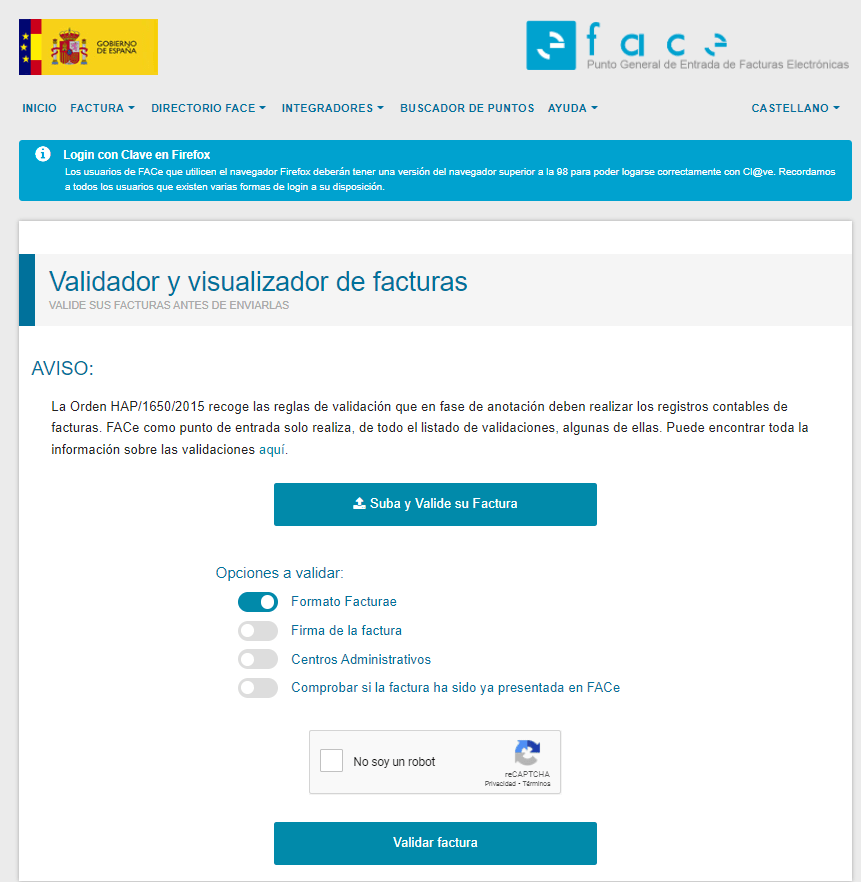 GOBIERNO
DE ESPAÑA
face
Punto General de Entrada de Facturas Electrónicas
INICIO FACTURA DIRECTORIO FACE INTEGRADORES BUSCADOR DE PUNTOS AYUDA CASTELLANO
Login con Clave en Firefox
Los usuarios de FACe que utilicen el navegador Firefox deberán tener una versión del navegador superior a la 98 para poder logarse correctamente con Cl@ve. Recordamos
a todos los usuarios que existen varias formas de login a su disposición.
Validador y visualizador de facturas
VALIDE SUS FACTURAS ANTES DE ENVIARLAS
AVISO:
La Orden HAP/1650/2015 recoge las reglas de validación que en fase de anotación deben realizar los registros contables de
facturas. FACe como punto de entrada solo realiza, de todo el listado de validaciones, algunas de ellas. Puede encontrar toda la
información sobre las validaciones aquí.
Suba y Valide su Factura
Opciones a validar:
Formato Facturae
Firma de la factura
Centros Administrativos
Comprobar si la factura ha sido ya presentada en FACe
No soy un robot
reCAPTCHA
Privacidad - Términos
Validar factura